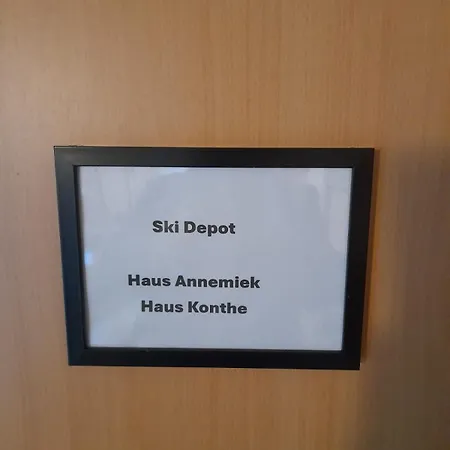 Ski Depot
Haus Annemiek
Haus Konthe